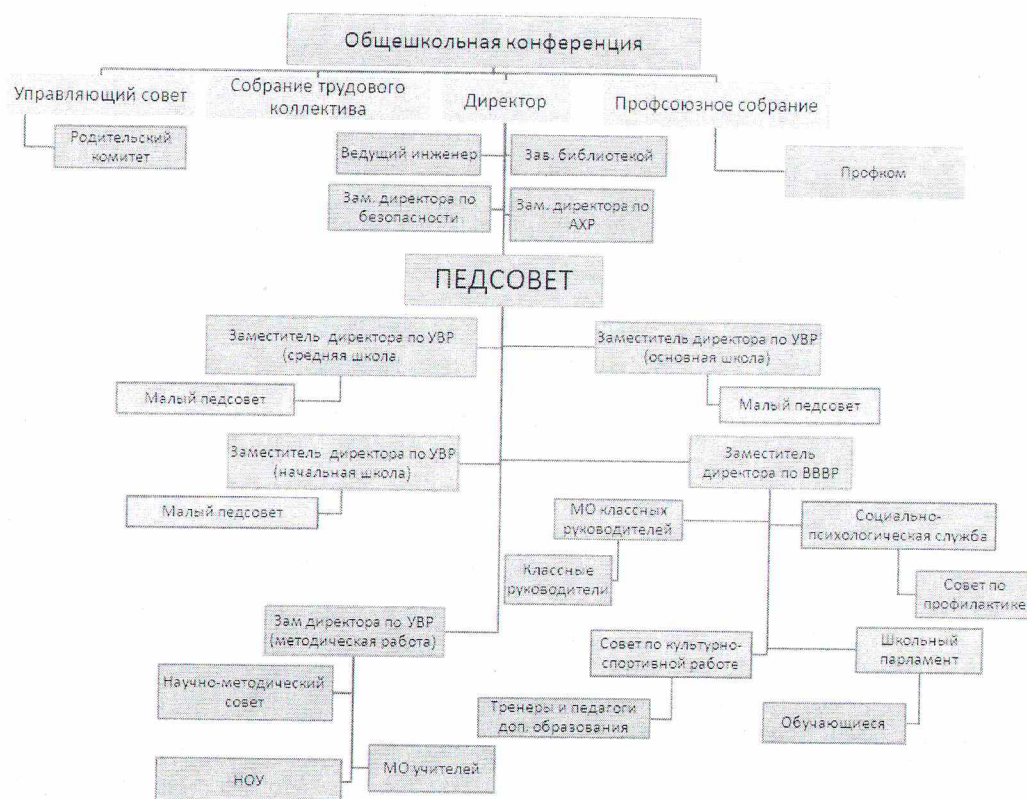 Общешкольная конференция
Управляющий совет
Собрание трудового
коллектива
Директор
Профсоюзное собрание
Родительский
комитет
Ведущий инженер
Зав. библиотекой
Профком
Зам. директора по
безопасности
Зам. директора по
АХР
ПЕДСОВЕТ
Заместитель директора по УВР
(средняя школа
Заместитель директора по УВР
(основная школа)
Малый педсовет
Малый педсовет
Заместитель директора по УВР
(начальная школа)
Заместитель
директора по ВВВР
Малый педсовет
МО классных
руководителей
Социально-
психологическая служба
Классные
руководители
Совет по
профилактике
Зам директора по УВР
(методическая работа)
Совет по культурно-
спортивной работе
Школьный
парламент
Научно-методический
совет
Тренеры и педагоги
доп. образования
Обучающиеся
НОУ
МО учителей